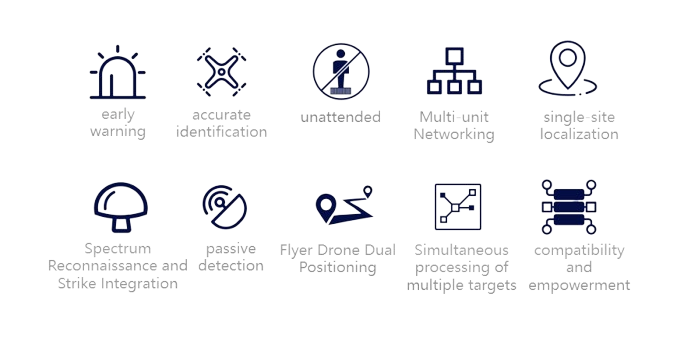 early
warning
accurate
identification
unattended
Multi-unit
Networking
single-site
localization
Spectrum
Reconnaissance and
Strike Integration
passive
detection
Flyer Drone Dual
Positioning
Simultaneous
processing of
multiple targets
compatibility
and
empowerment